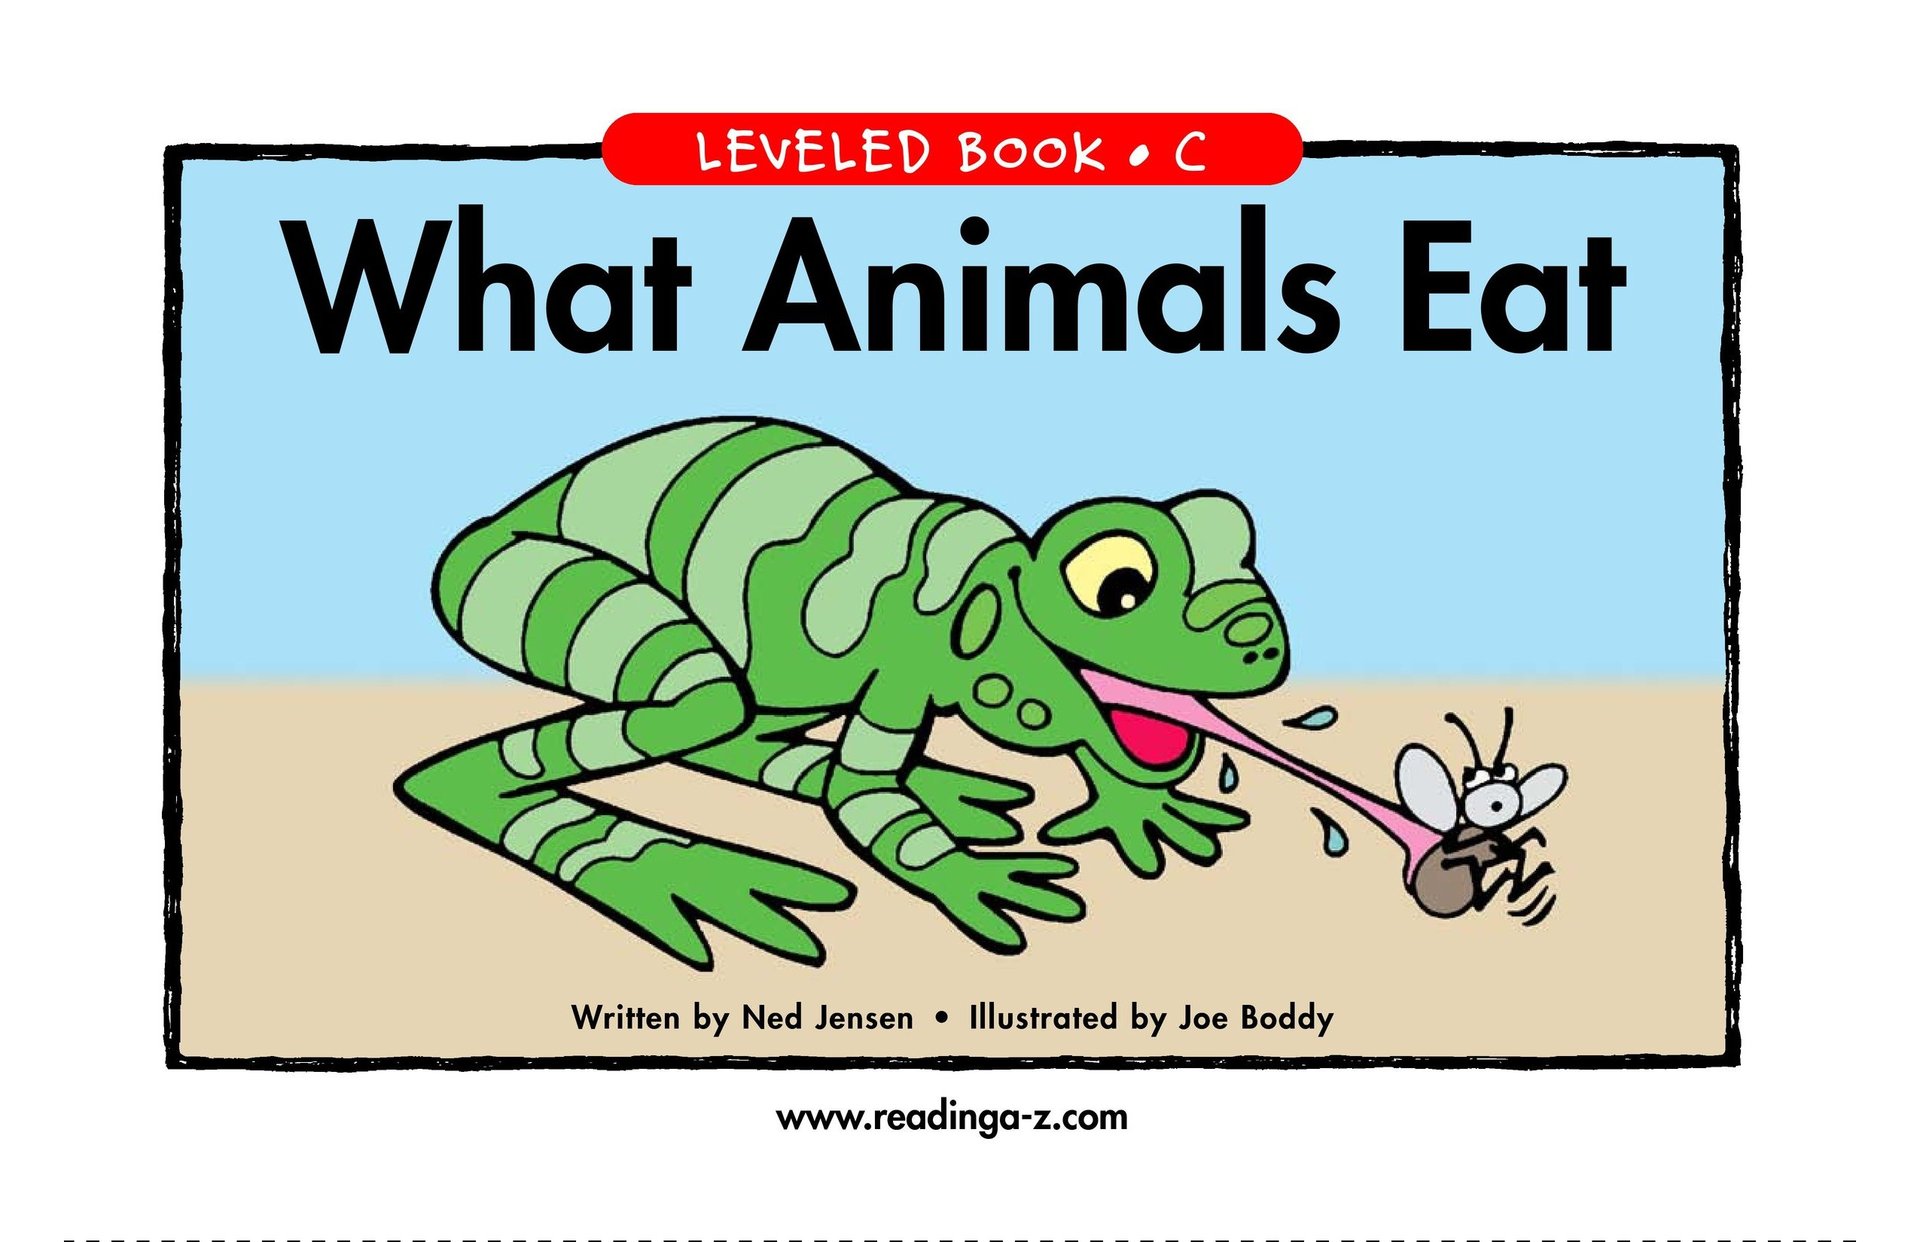 LEVELED BOOK • C
What Animals Eat
Written by Ned Jensen • Illustrated by Joe Boddy
www.readinga-z.com